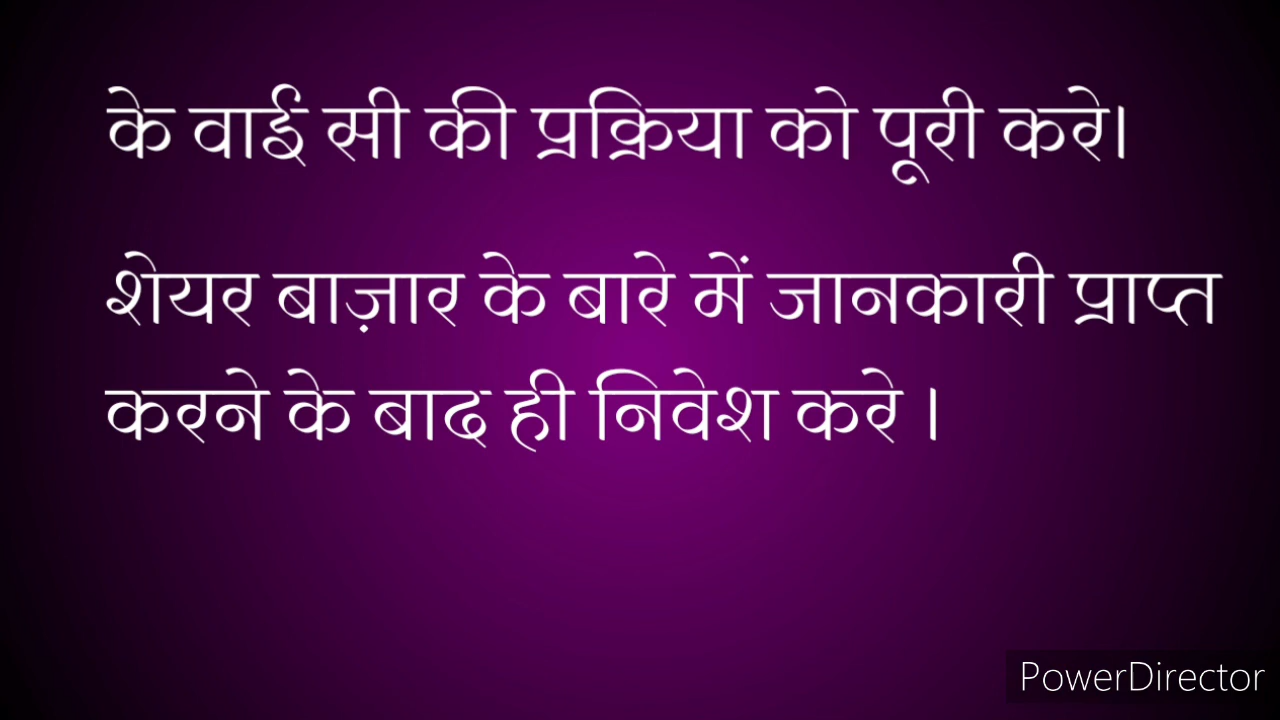 के वाई सी की प्रक्रिया को पूरी करे।
शेयर बाज़ार के बारे में जानकारी प्राप्त
करने के बाद ही निवेश करे ।
PowerDirector